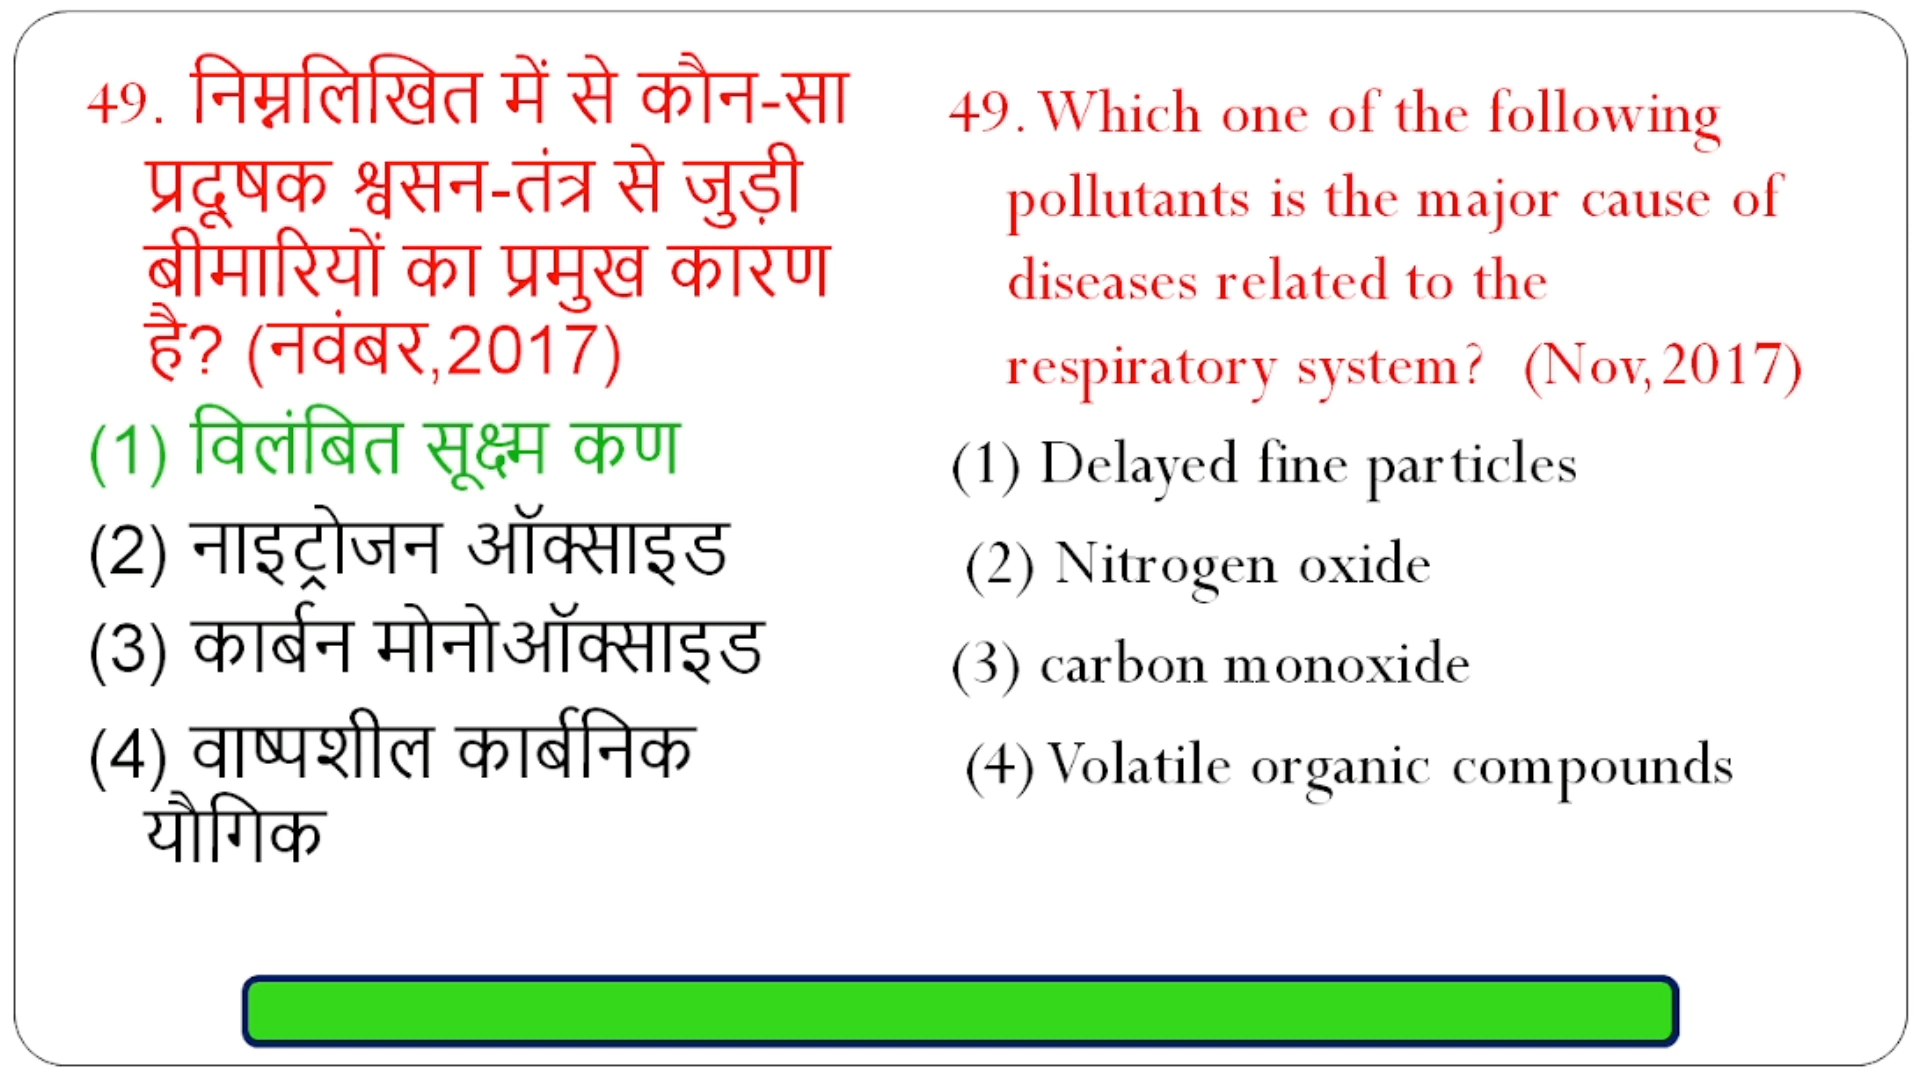 49. निम्नलिखित में से कौन-सा
प्रदूषक श्वसन-तंत्र से जुड़ी
बीमारियों का प्रमुख कारण
है? (नवंबर,2017)
(1) विलंबित सूक्ष्म कण
(2) नाइट्रोजन ऑक्साइड
(3) कार्बन मोनोऑक्साइड
(4) वाष्पशील कार्बनिक
यौगिक
49. Which one of the following
pollutants is the major cause of
diseases related to the
respiratory system? (Nov,2017)
(1) Delayed fine particles
(2) Nitrogen oxide
(3) carbon monoxide
(4) Volatile organic compounds